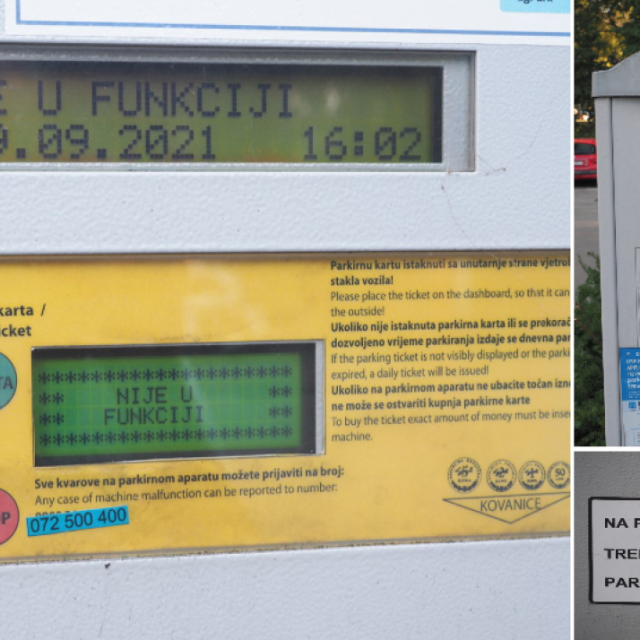 E U FUNKCIJI
9.09.2021 16:02
karta /
icket
TA
Parkirnu kartu istaknuti sa unutarnje strane vjetrob
stakla vozila!
Please place the ticket on the dashboard, so that it can
the outside!
Ukoliko nije istaknuta parkirna karta ili se prekorač
dozvoljeno vrijeme parkiranja izdaje se dnevna par
If the parking ticket is not visibly displayed or the parki
expired, a daily ticket will be issued!
Ukoliko na parkirnom aparatu ne ubacite točan izno
ne može se ostvariti kupnja parkirne karte
To buy the ticket exact amount of money must be inse
machine.
********************
** NIJE U **
** FUNKCIJI **
********************
Sve kvarove na parkirnom aparatu možete prijaviti na broj:
Any case of machine malfunction can be reported to number:
OP
072 500 400
50
KOVANICE
NA P
TRE
PAR